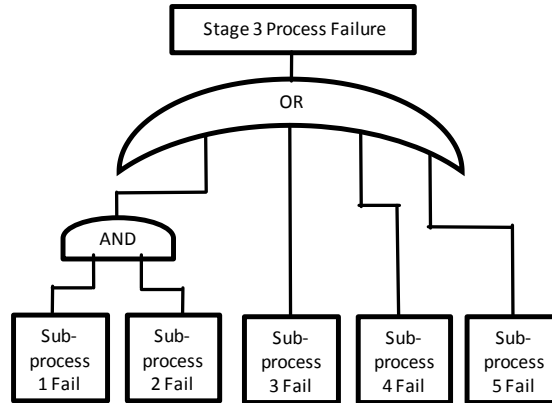 Stage 3 Process Failure
OR
AND
Sub-
process
1 Fail
Sub-
process
2 Fail
Sub-
process
3 Fail
Sub-
process
4 Fail
Sub-
process
5 Fail